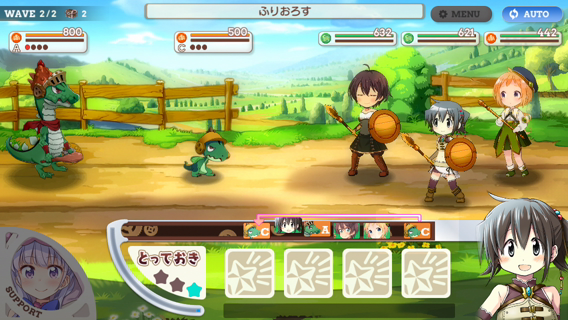 WAVE 2/2 2
ふりおろす
MENU
AUTO
800
A
500
C
632
621
442
C A C
とっておき
SUPPORT